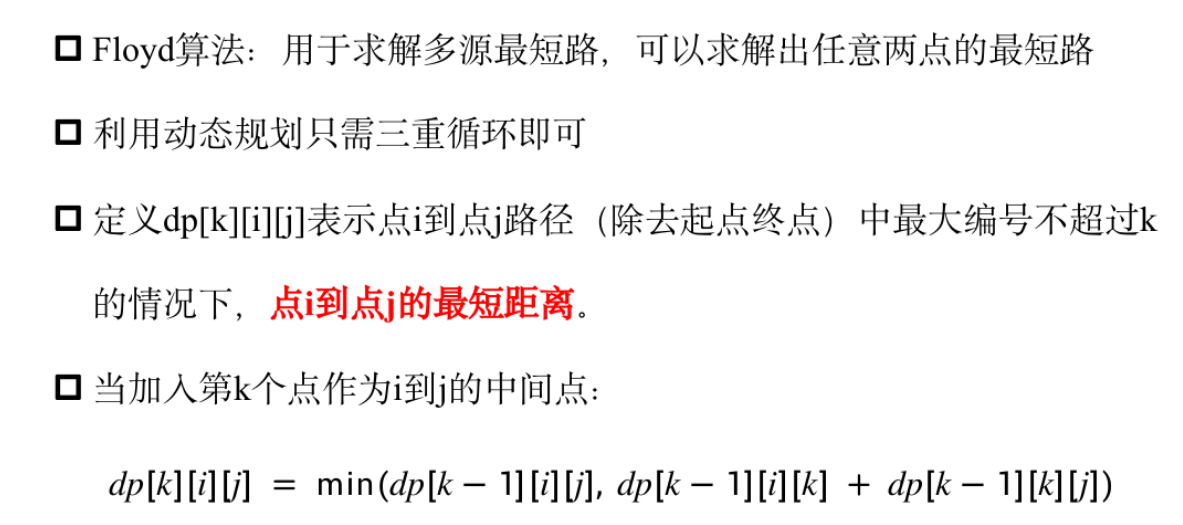 Floyd算法：用于求解多源最短路，可以求解出任意两点的最短路
利用动态规划只需三重循环即可
定义dp[k][i][j]表示点i到点j路径（除去起点终点）中最大编号不超过k
的情况下，点i到点j的最短距离。
当加入第k个点作为i到j的中间点：
dp[k][i][j] = min(dp[k − 1][i][j], dp[k − 1][i][k] + dp[k − 1][k][j])